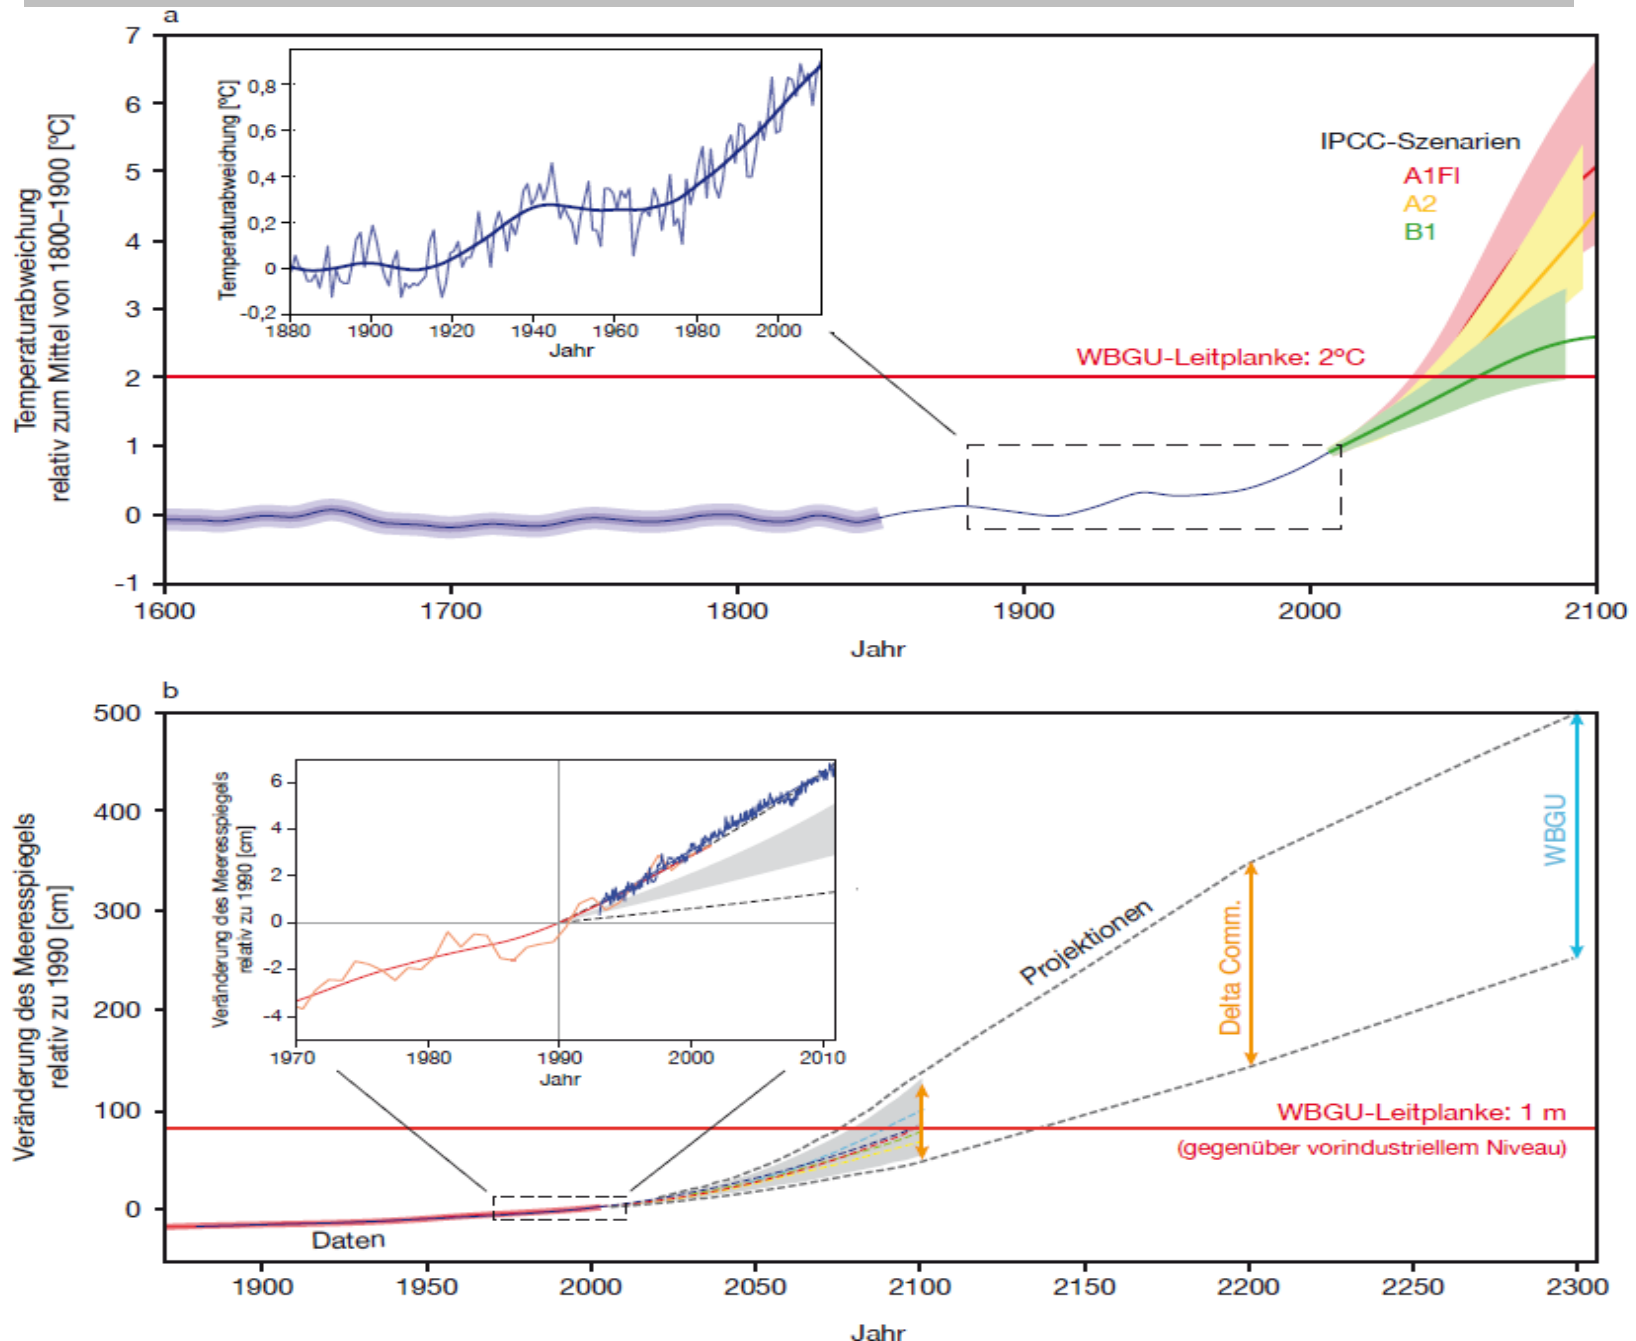 a
7
6
5
4
3
2
1
0
-1
Temperaturabweichung
relativ zum Mittel von 1800–1900 [ºC]
0,8
0,6
0,4
0,2
0
-0,2
Temperaturabweichung [ºC]
1880 1900 1920 1940 1960 1980 2000
Jahr
IPCC-Szenarien
A1FI
A2
B1
WBGU-Leitplanke: 2ºC
1600 1700 1800 1900 2000 2100
Jahr
b
500
400
300
200
100
0
Veränderung des Meeresspiegels
relativ zu 1990 [cm]
6
4
2
0
-2
-4
Veränderung des Meeresspiegels
relativ zu 1990 [cm]
1970 1980 1990 2000 2010
Jahr
Projektionen
Delta Comm.
WBGU
WBGU-Leitplanke: 1 m
(gegenüber vorindustriellem Niveau)
Daten
1900 1950 2000 2050 2100 2150 2200 2250 2300
Jahr